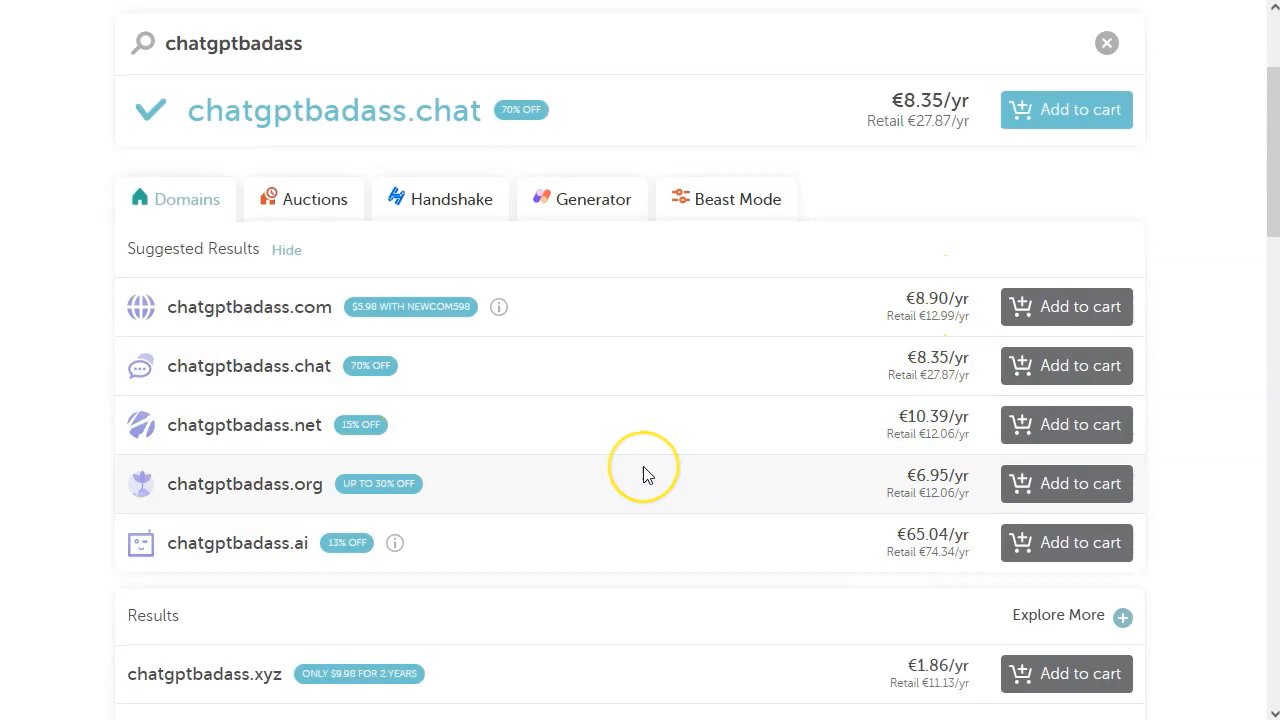 chatgptbadass
chatgptbadass.chat 70% OFF €8.35/yr Retail €27.87/yr Add to cart
Domains Auctions Handshake Generator Beast Mode
Suggested Results Hide
chatgptbadass.com $5.98 WITH NEWCOM598 €8.90/yr Retail €12.99/yr Add to cart
chatgptbadass.chat 70% OFF €8.35/yr Retail €27.87/yr Add to cart
chatgptbadass.net 15% OFF €10.39/yr Retail €12.06/yr Add to cart
chatgptbadass.org UP TO 30% OFF €6.95/yr Retail €12.06/yr Add to cart
chatgptbadass.ai 13% OFF €65.04/yr Retail €74.34/yr Add to cart
Results Explore More
chatgptbadass.xyz ONLY $9.98 FOR 2 YEARS €1.86/yr Retail €11.13/yr Add to cart